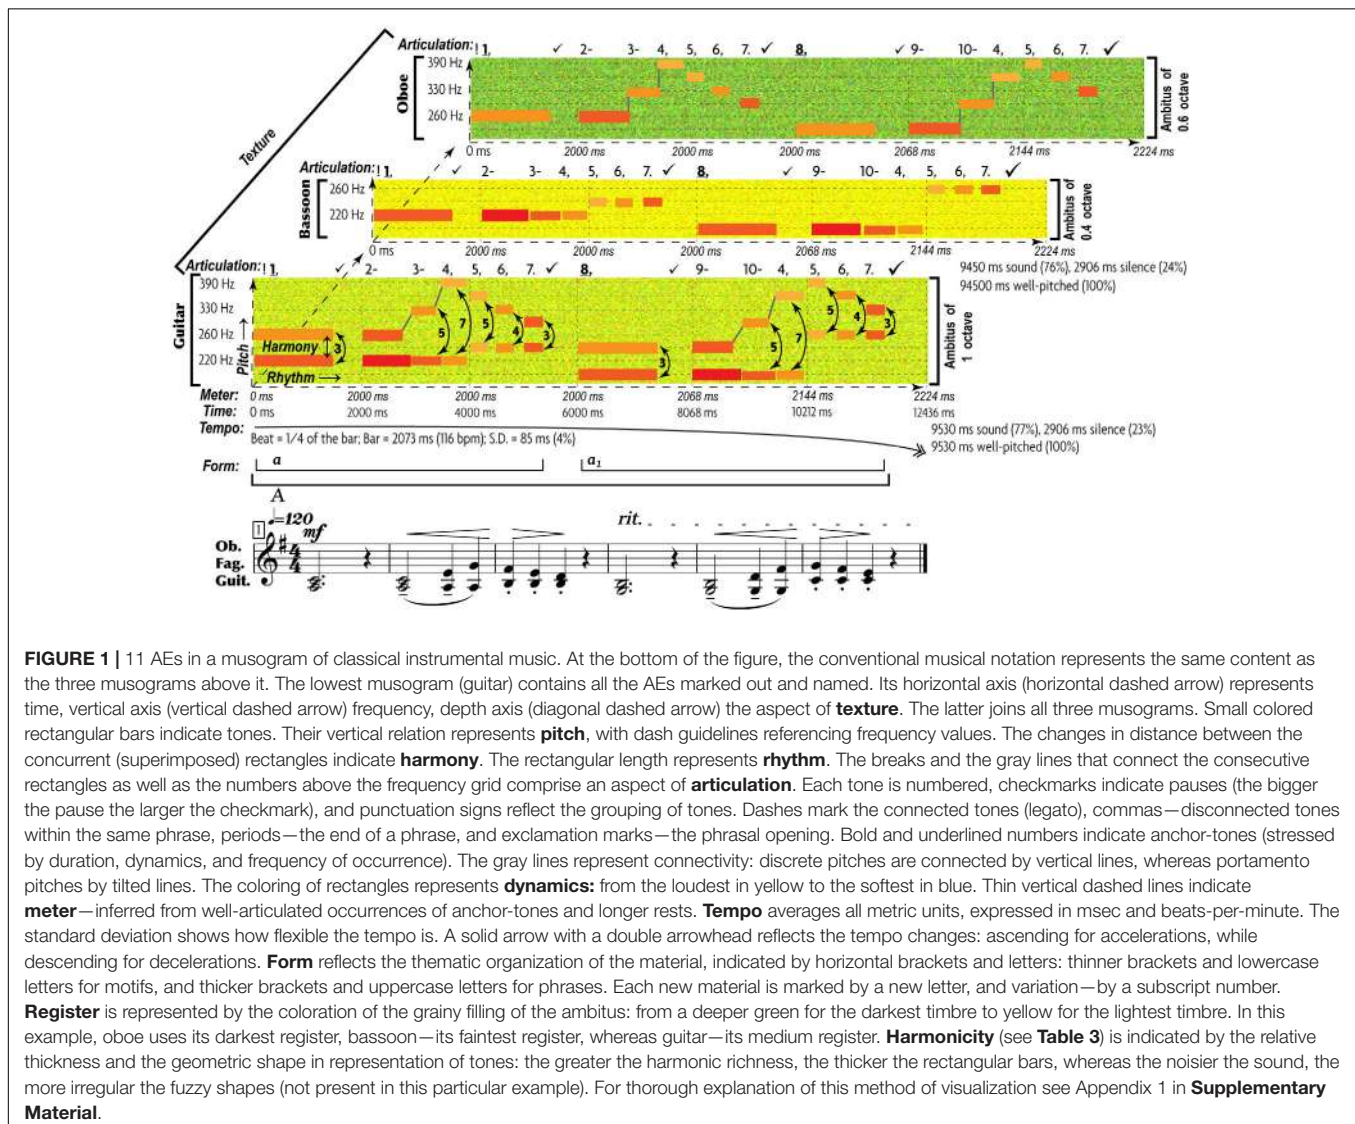 Articulation: ! 1, ✓ 2- 3- 4, 5, 6, 7. ✓ 8, ✓ 9- 10- 4, 5, 6, 7. ✓
390 Hz
330 Hz
260 Hz
Oboe
Ambitus of
0.6 octave
0 ms 2000 ms 2000 ms 2000 ms 2068 ms 2144 ms 2224 ms
Texture
Articulation: ! 1, ✓ 2- 3- 4, 5, 6, 7. ✓ 8, ✓ 9- 10- 4, 5, 6, 7. ✓
260 Hz
220 Hz
Bassoon
Ambitus of
0.4 octave
0 ms 2000 ms 2000 ms 2000 ms 2068 ms 2144 ms 2224 ms
9450 ms sound (76%), 2906 ms silence (24%)
94500 ms well-pitched (100%)
Articulation: ! 1, ✓ 2- 3- 4, 5, 6, 7. ✓ 8, ✓ 9- 10- 4, 5, 6, 7. ✓
390 Hz
330 Hz
260 Hz
220 Hz
Guitar
Pitch
Harmony
Rhythm
3 5 7 5 4 3 3 5 7 5 4 3
Ambitus of
1 octave
Meter: 0 ms 2000 ms 2000 ms 2000 ms 2068 ms 2144 ms 2224 ms
Time: 0 ms 2000 ms 4000 ms 6000 ms 8068 ms 10212 ms 12436 ms
Tempo:
Beat = 1/4 of the bar; Bar = 2073 ms (116 bpm); S.D. = 85 ms (4%)
9530 ms sound (77%), 2906 ms silence (23%)
9530 ms well-pitched (100%)
Form: a a1
A
♩=120
1 mf rit.
Ob.
Fag.
Guit.
4
4
FIGURE 1 | 11 AEs in a musogram of classical instrumental music. At the bottom of the figure, the conventional musical notation represents the same content as
the three musograms above it. The lowest musogram (guitar) contains all the AEs marked out and named. Its horizontal axis (horizontal dashed arrow) represents
time, vertical axis (vertical dashed arrow) frequency, depth axis (diagonal dashed arrow) the aspect of texture. The latter joins all three musograms. Small colored
rectangular bars indicate tones. Their vertical relation represents pitch, with dash guidelines referencing frequency values. The changes in distance between the
concurrent (superimposed) rectangles indicate harmony. The rectangular length represents rhythm. The breaks and the gray lines that connect the consecutive
rectangles as well as the numbers above the frequency grid comprise an aspect of articulation. Each tone is numbered, checkmarks indicate pauses (the bigger
the pause the larger the checkmark), and punctuation signs reflect the grouping of tones. Dashes mark the connected tones (legato), commas—disconnected tones
within the same phrase, periods—the end of a phrase, and exclamation marks—the phrasal opening. Bold and underlined numbers indicate anchor-tones (stressed
by duration, dynamics, and frequency of occurrence). The gray lines represent connectivity: discrete pitches are connected by vertical lines, whereas portamento
pitches by tilted lines. The coloring of rectangles represents dynamics: from the loudest in yellow to the softest in blue. Thin vertical dashed lines indicate
meter—inferred from well-articulated occurrences of anchor-tones and longer rests. Tempo averages all metric units, expressed in msec and beats-per-minute. The
standard deviation shows how flexible the tempo is. A solid arrow with a double arrowhead reflects the tempo changes: ascending for accelerations, while
descending for decelerations. Form reflects the thematic organization of the material, indicated by horizontal brackets and letters: thinner brackets and lowercase
letters for motifs, and thicker brackets and uppercase letters for phrases. Each new material is marked by a new letter, and variation—by a subscript number.
Register is represented by the coloration of the grainy filling of the ambitus: from a deeper green for the darkest timbre to yellow for the lightest timbre. In this
example, oboe uses its darkest register, bassoon—its faintest register, whereas guitar—its medium register. Harmonicity (see Table 3) is indicated by the relative
thickness and the geometric shape in representation of tones: the greater the harmonic richness, the thicker the rectangular bars, whereas the noisier the sound, the
more irregular the fuzzy shapes (not present in this particular example). For thorough explanation of this method of visualization see Appendix 1 in Supplementary
Material.